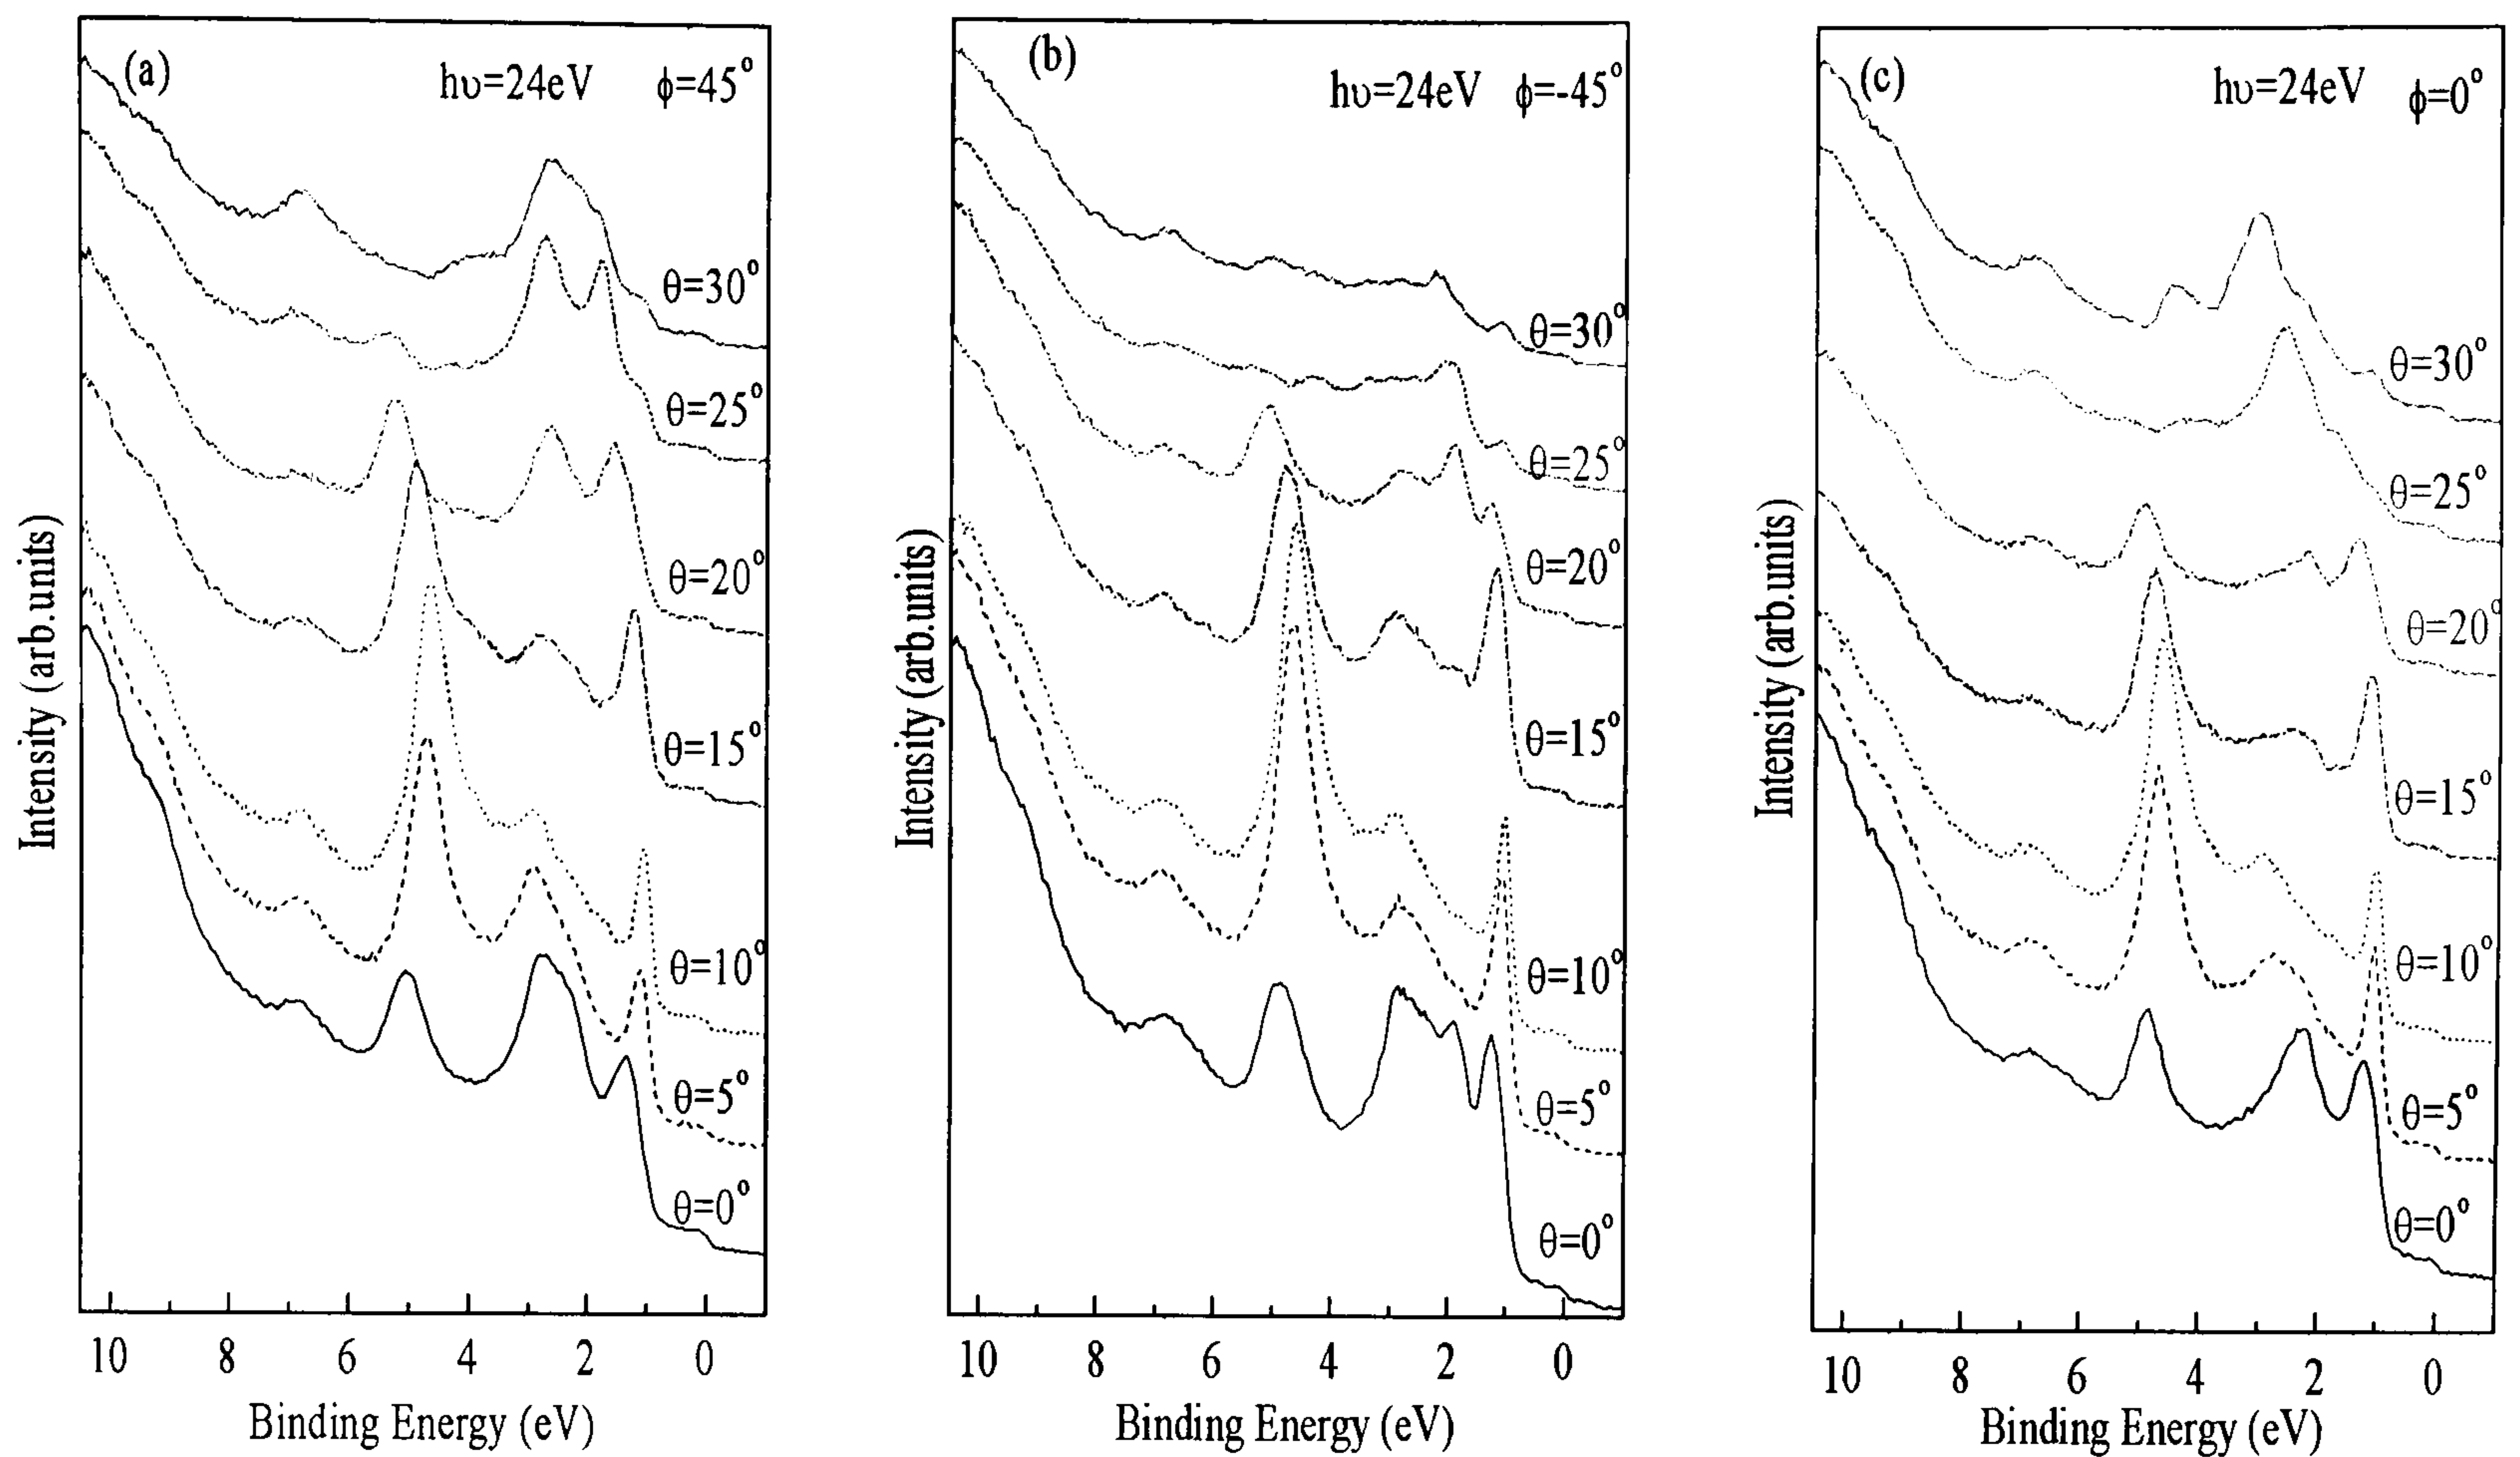 (a)
hυ=24eV ϕ=45°
θ=30°
θ=25°
θ=20°
θ=15°
θ=10°
θ=5°
θ=0°
Intensity (arb.units)
10 8 6 4 2 0
Binding Energy (eV)
(b)
hυ=24eV ϕ=-45°
θ=30°
θ=25°
θ=20°
θ=15°
θ=10°
θ=5°
θ=0°
Intensity (arb.units)
10 8 6 4 2 0
Binding Energy (eV)
(c)
hυ=24eV ϕ=0°
θ=30°
θ=25°
θ=20°
θ=15°
θ=10°
θ=5°
θ=0°
Intensity (arb.units)
10 8 6 4 2 0
Binding Energy (eV)